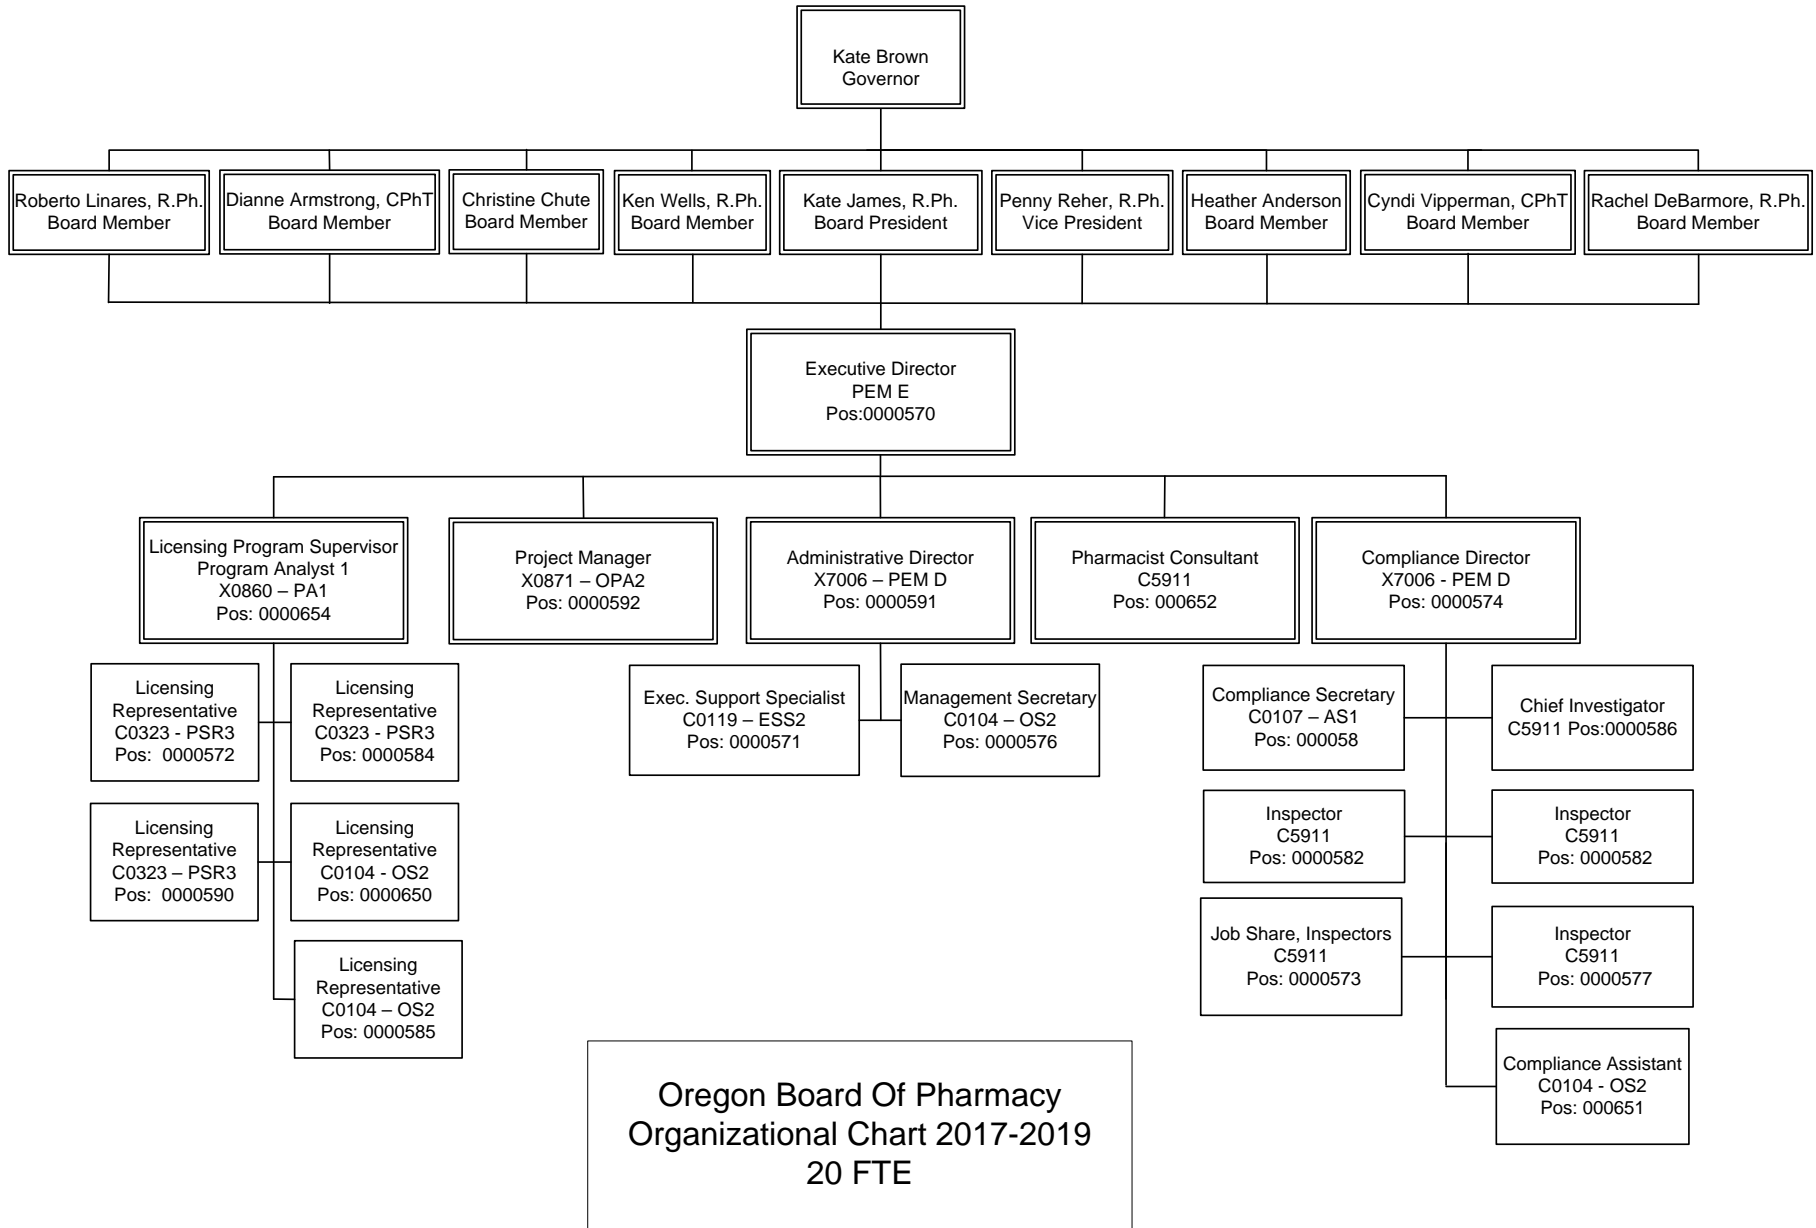 Kate Brown
Governor
Roberto Linares, R.Ph.
Board Member
Dianne Armstrong, CPhT
Board Member
Christine Chute
Board Member
Ken Wells, R.Ph.
Board Member
Kate James, R.Ph.
Board President
Penny Reher, R.Ph.
Vice President
Heather Anderson
Board Member
Cyndi Vipperman, CPhT
Board Member
Rachel DeBarmore, R.Ph.
Board Member
Executive Director
PEM E
Pos:0000570
Licensing Program Supervisor
Program Analyst 1
X0860 – PA1
Pos: 0000654
Project Manager
X0871 – OPA2
Pos: 0000592
Administrative Director
X7006 – PEM D
Pos: 0000591
Pharmacist Consultant
C5911
Pos: 000652
Compliance Director
X7006 - PEM D
Pos: 0000574
Licensing
Representative
C0323 - PSR3
Pos: 0000572
Licensing
Representative
C0323 - PSR3
Pos: 0000584
Licensing
Representative
C0323 – PSR3
Pos: 0000590
Licensing
Representative
C0104 - OS2
Pos: 0000650
Licensing
Representative
C0104 – OS2
Pos: 0000585
Exec. Support Specialist
C0119 – ESS2
Pos: 0000571
Management Secretary
C0104 – OS2
Pos: 0000576
Compliance Secretary
C0107 – AS1
Pos: 000058
Chief Investigator
C5911 Pos:0000586
Inspector
C5911
Pos: 0000582
Inspector
C5911
Pos: 0000582
Job Share, Inspectors
C5911
Pos: 0000573
Inspector
C5911
Pos: 0000577
Compliance Assistant
C0104 - OS2
Pos: 000651
Oregon Board Of Pharmacy
Organizational Chart 2017-2019
20 FTE